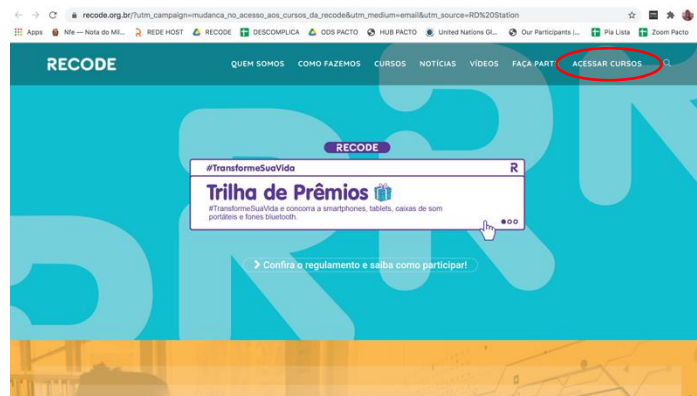 recode.org.br/?utm_campaign=mudanca_no_acesso_aos_cursos_da_recode&utm_medium=email&utm_source=RD%20Station
Apps Nfe — Nota do Mil... REDE HOST RECODE DESCOMPLICA ODS PACTO HUB PACTO United Nations Gl... Our Participants |... Pia Lista Zoom Pacto
RECODE QUEM SOMOS COMO FAZEMOS CURSOS NOTÍCIAS VÍDEOS FAÇA PART ACESSAR CURSOS
RECODE
#TransformeSuaVida R
Trilha de Prêmios
#TransformeSuaVida e concorra a smartphones, tablets, caixas de som
portáteis e fones bluetooth.
Confira o regulamento e saiba como participar!